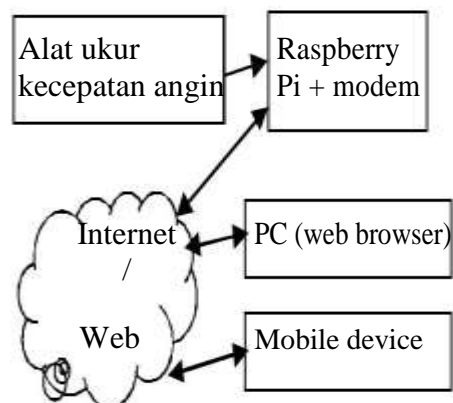 Alat ukur
kecepatan angin
Raspberry
Pi + modem
Internet
/
Web
PC (web browser)
Mobile device